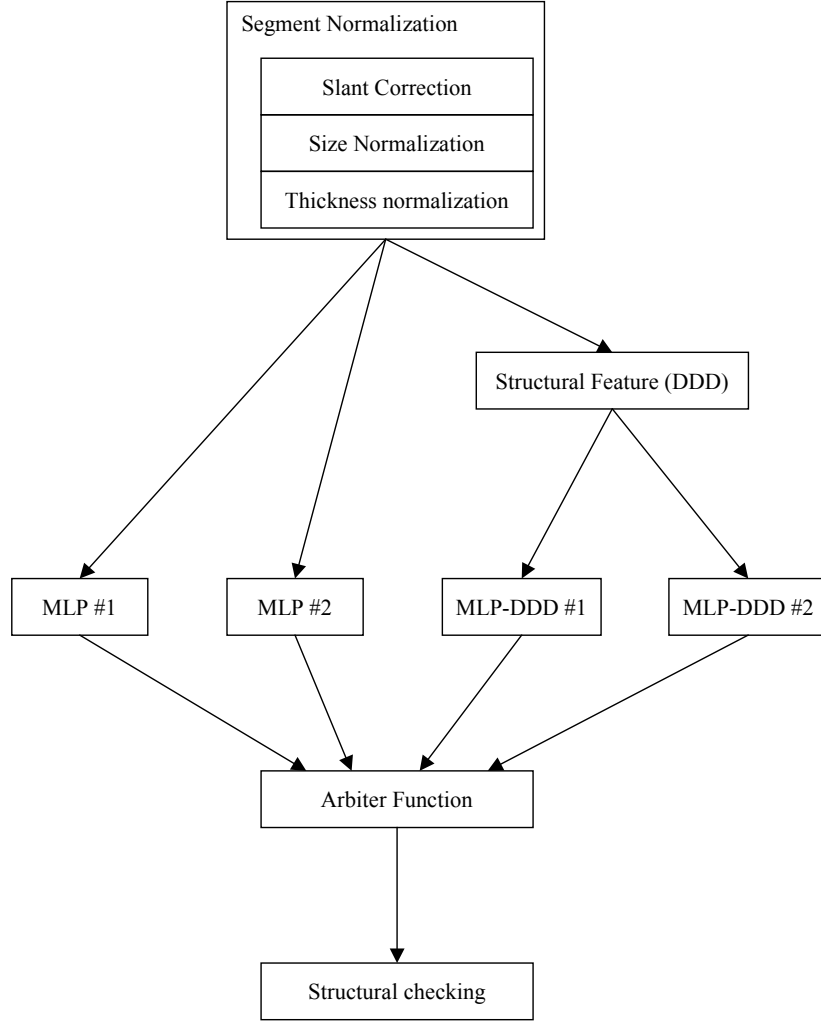 Segment Normalization
Slant Correction
Size Normalization
Thickness normalization
Structural Feature (DDD)
MLP #1
MLP #2
MLP-DDD #1
MLP-DDD #2
Arbiter Function
Structural checking